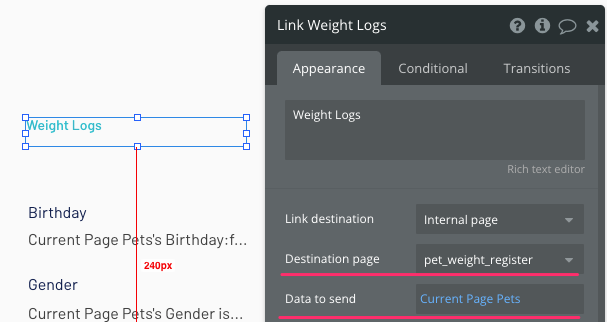 Link Weight Logs
Appearance
Conditional
Transitions
Weight Logs
Weight Logs
Rich text editor
Link destination
Internal page
Destination page
pet_weight_register
Data to send
Current Page Pets
Birthday
Current Page Pets's Birthday:f...
240px
Gender
Current Page Pets's Gender is...